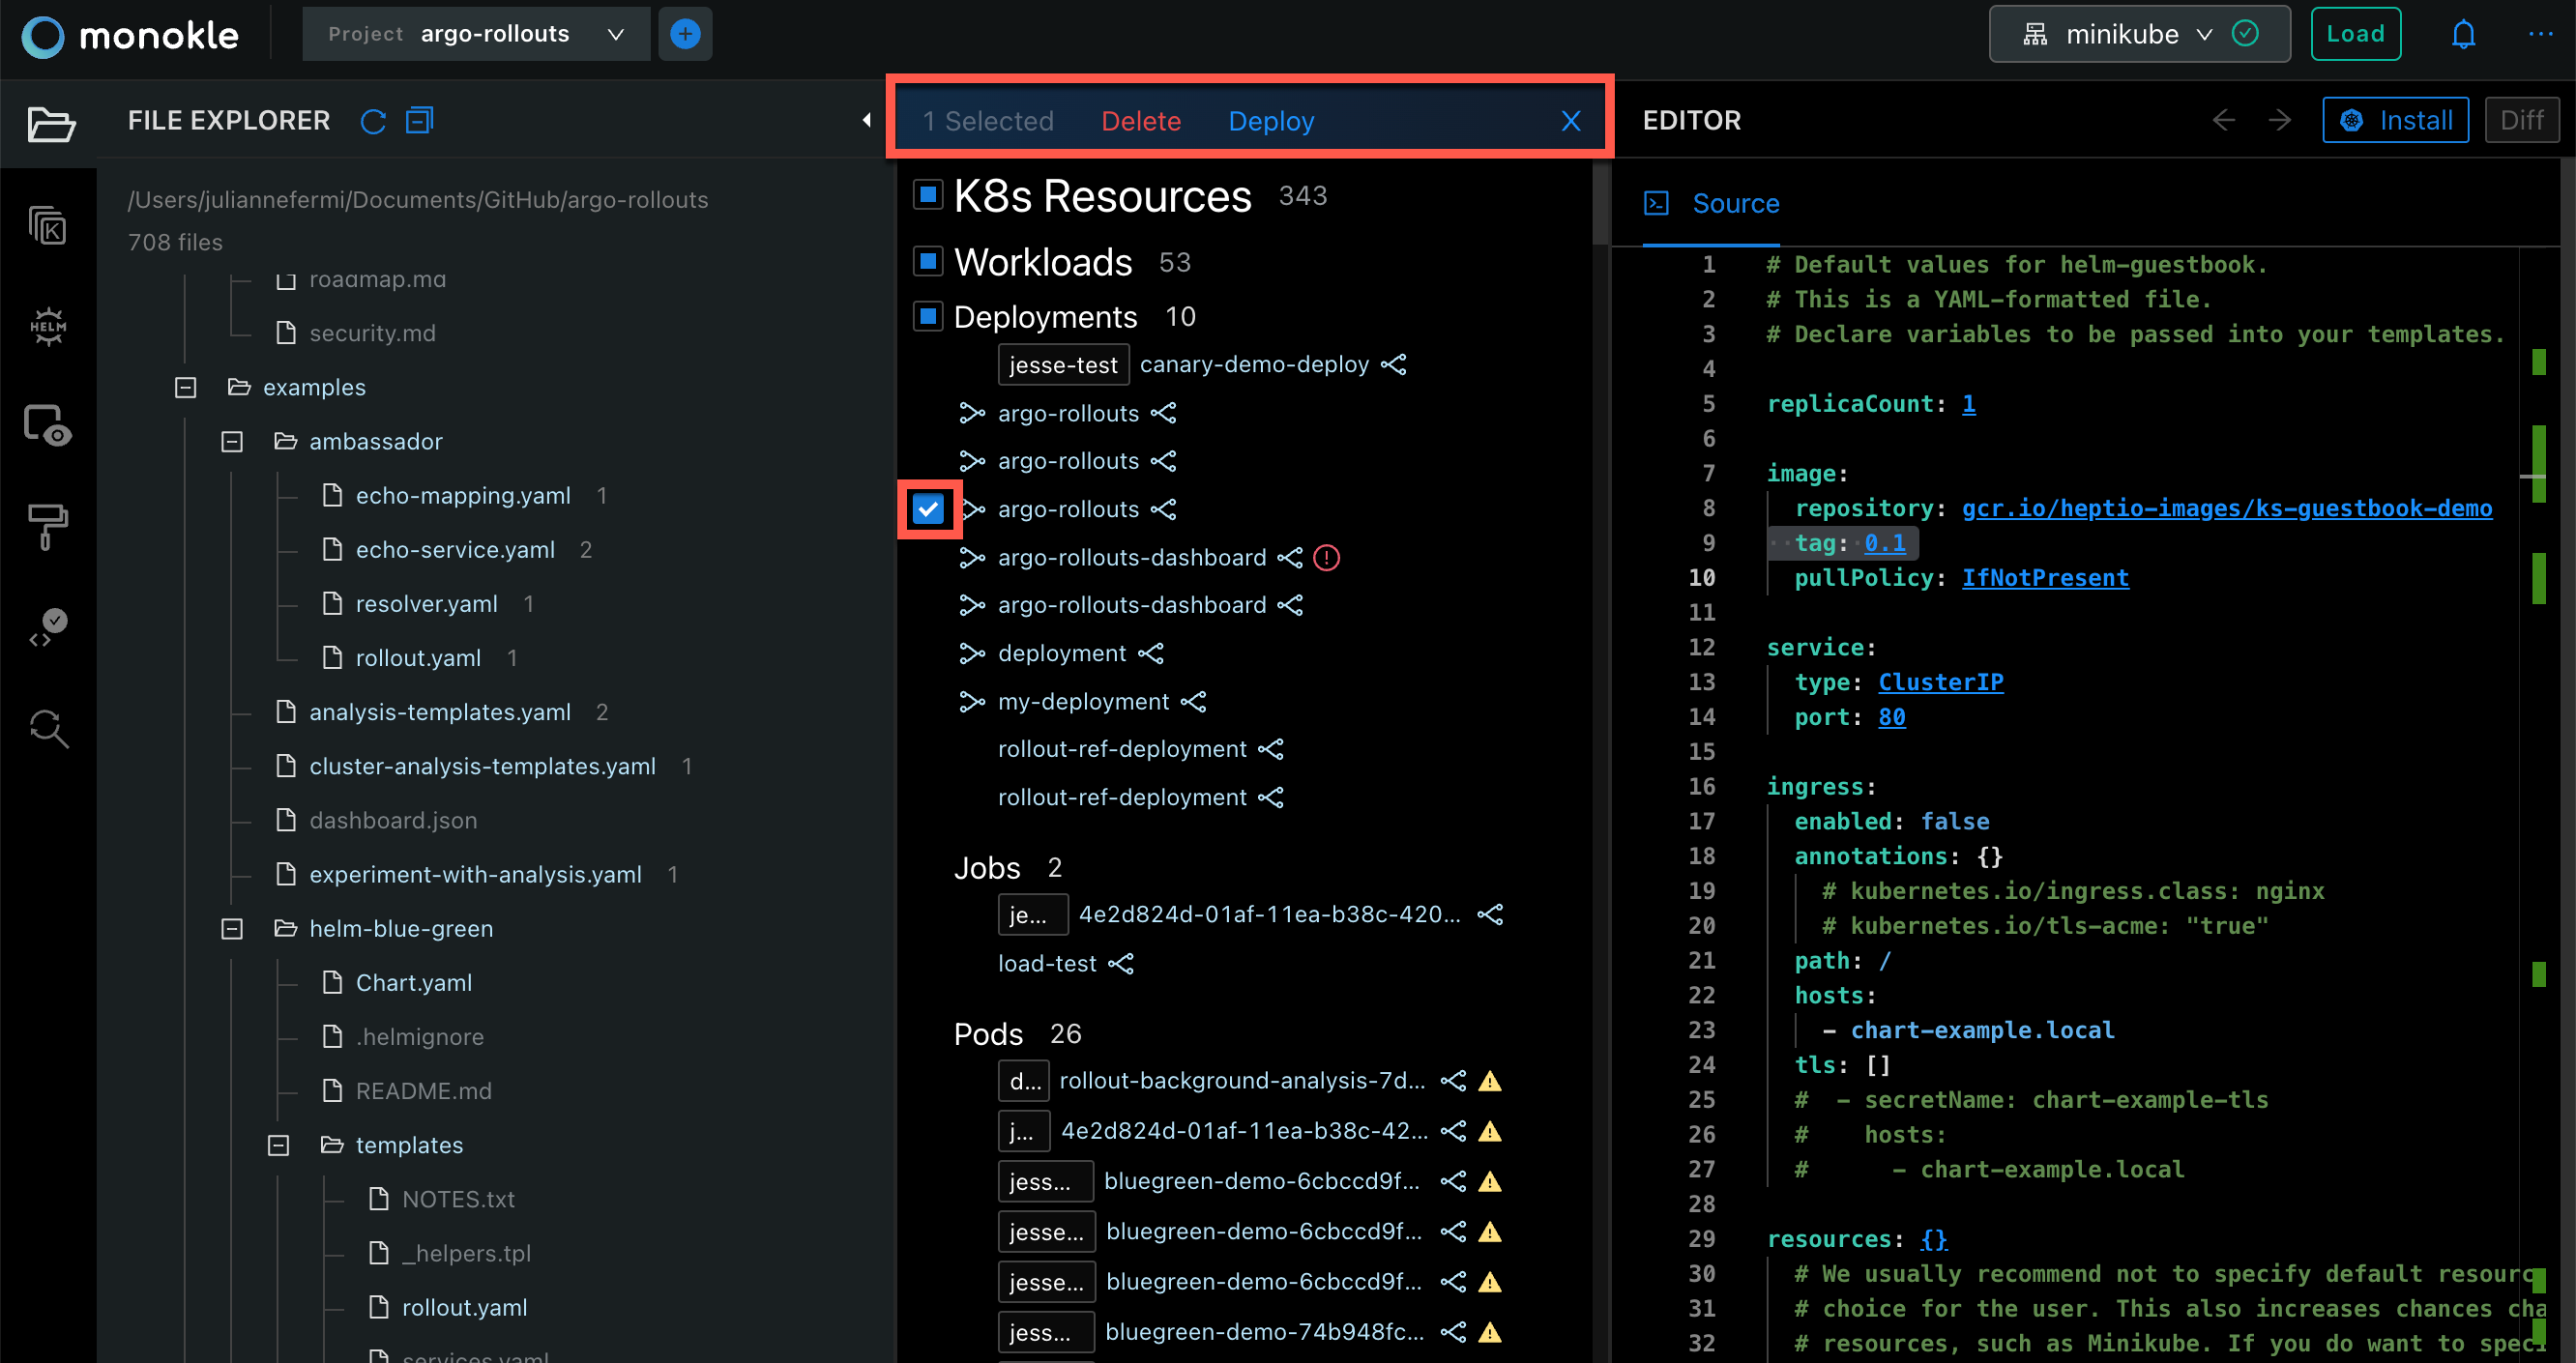 monokle
Project argo-rollouts
minikube
Load
FILE EXPLORER
/Users/juliannefermi/Documents/GitHub/argo-rollouts
708 files
roadmap.md
security.md
examples
ambassador
echo-mapping.yaml 1
echo-service.yaml 2
resolver.yaml 1
rollout.yaml 1
analysis-templates.yaml 2
cluster-analysis-templates.yaml 1
dashboard.json
experiment-with-analysis.yaml 1
helm-blue-green
Chart.yaml
.helmignore
README.md
templates
NOTES.txt
_helpers.tpl
rollout.yaml
services.yaml
K
HELM
1 Selected Delete Deploy X
K8s Resources 343
Workloads 53
Deployments 10
jesse-test canary-demo-deploy
argo-rollouts
argo-rollouts
argo-rollouts
argo-rollouts-dashboard
argo-rollouts-dashboard
deployment
my-deployment
rollout-ref-deployment
rollout-ref-deployment
Jobs 2
je... 4e2d824d-01af-11ea-b38c-420...
load-test
Pods 26
d... rollout-background-analysis-7d...
j... 4e2d824d-01af-11ea-b38c-42...
jess... bluegreen-demo-6cbccd9f...
jesse... bluegreen-demo-6cbccd9f...
jesse... bluegreen-demo-6cbccd9f...
jess... bluegreen-demo-74b948fc...
EDITOR
Install
Diff
Source
1 # Default values for helm-guestbook.
2 # This is a YAML-formatted file.
3 # Declare variables to be passed into your templates.
4
5 replicaCount: 1
6
7 image:
8 repository: gcr.io/heptio-images/ks-guestbook-demo
9 tag: 0.1
10 pullPolicy: IfNotPresent
11
12 service:
13 type: ClusterIP
14 port: 80
15
16 ingress:
17 enabled: false
18 annotations: {}
19 # kubernetes.io/ingress.class: nginx
20 # kubernetes.io/tls-acme: "true"
21 path: /
22 hosts:
23 - chart-example.local
24 tls: []
25 # - secretName: chart-example-tls
26 # hosts:
27 # - chart-example.local
28
29 resources: {}
30 # We usually recommend not to specify default resourc
31 # choice for the user. This also increases chances cha
32 # resources, such as Minikube. If you do want to speci